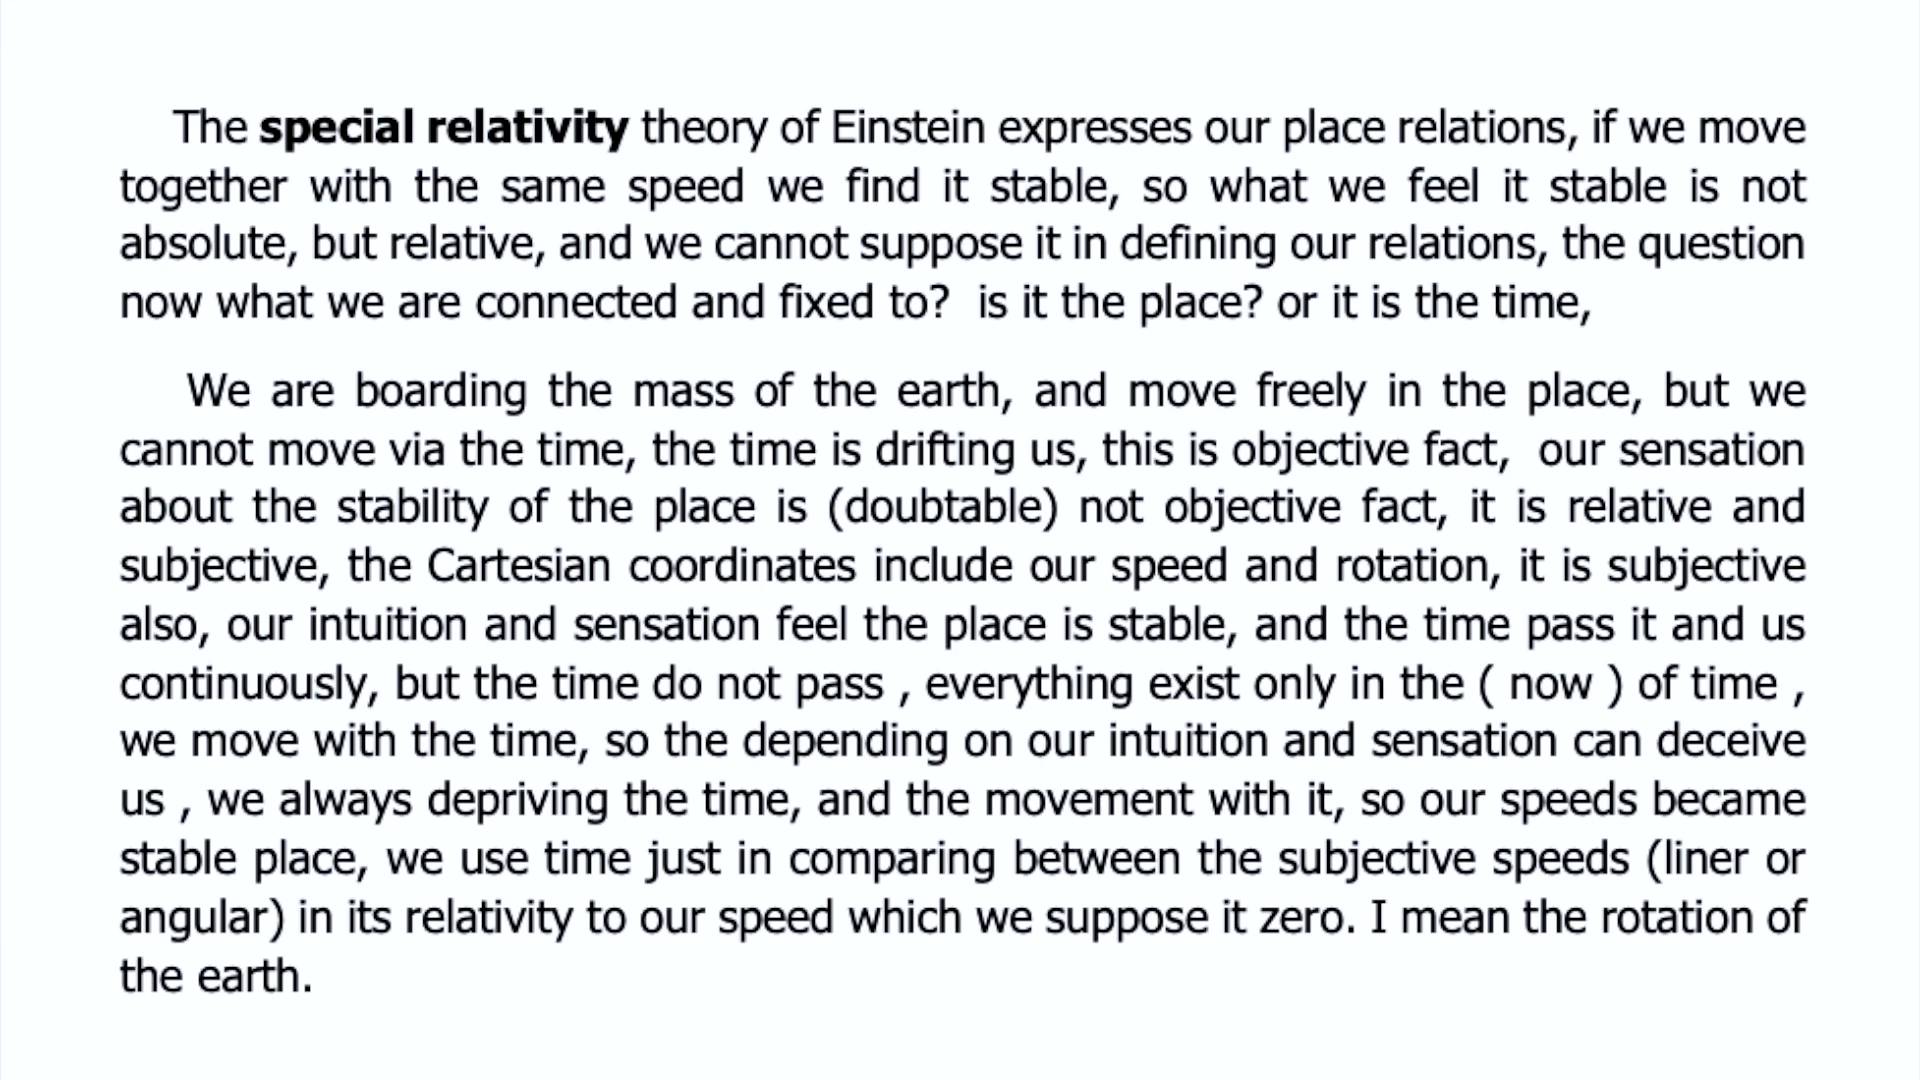 The special relativity theory of Einstein expresses our place relations, if we move
together with the same speed we find it stable, so what we feel it stable is not
absolute, but relative, and we cannot suppose it in defining our relations, the question
now what we are connected and fixed to?  is it the place? or it is the time,
We are boarding the mass of the earth, and move freely in the place, but we
cannot move via the time, the time is drifting us, this is objective fact,  our sensation
about the stability of the place is (doubtable) not objective fact, it is relative and
subjective, the Cartesian coordinates include our speed and rotation, it is subjective
also, our intuition and sensation feel the place is stable, and the time pass it and us
continuously, but the time do not pass , everything exist only in the ( now ) of time ,
we move with the time, so the depending on our intuition and sensation can deceive
us , we always depriving the time, and the movement with it, so our speeds became
stable place, we use time just in comparing between the subjective speeds (liner or
angular) in its relativity to our speed which we suppose it zero. I mean the rotation of
the earth.